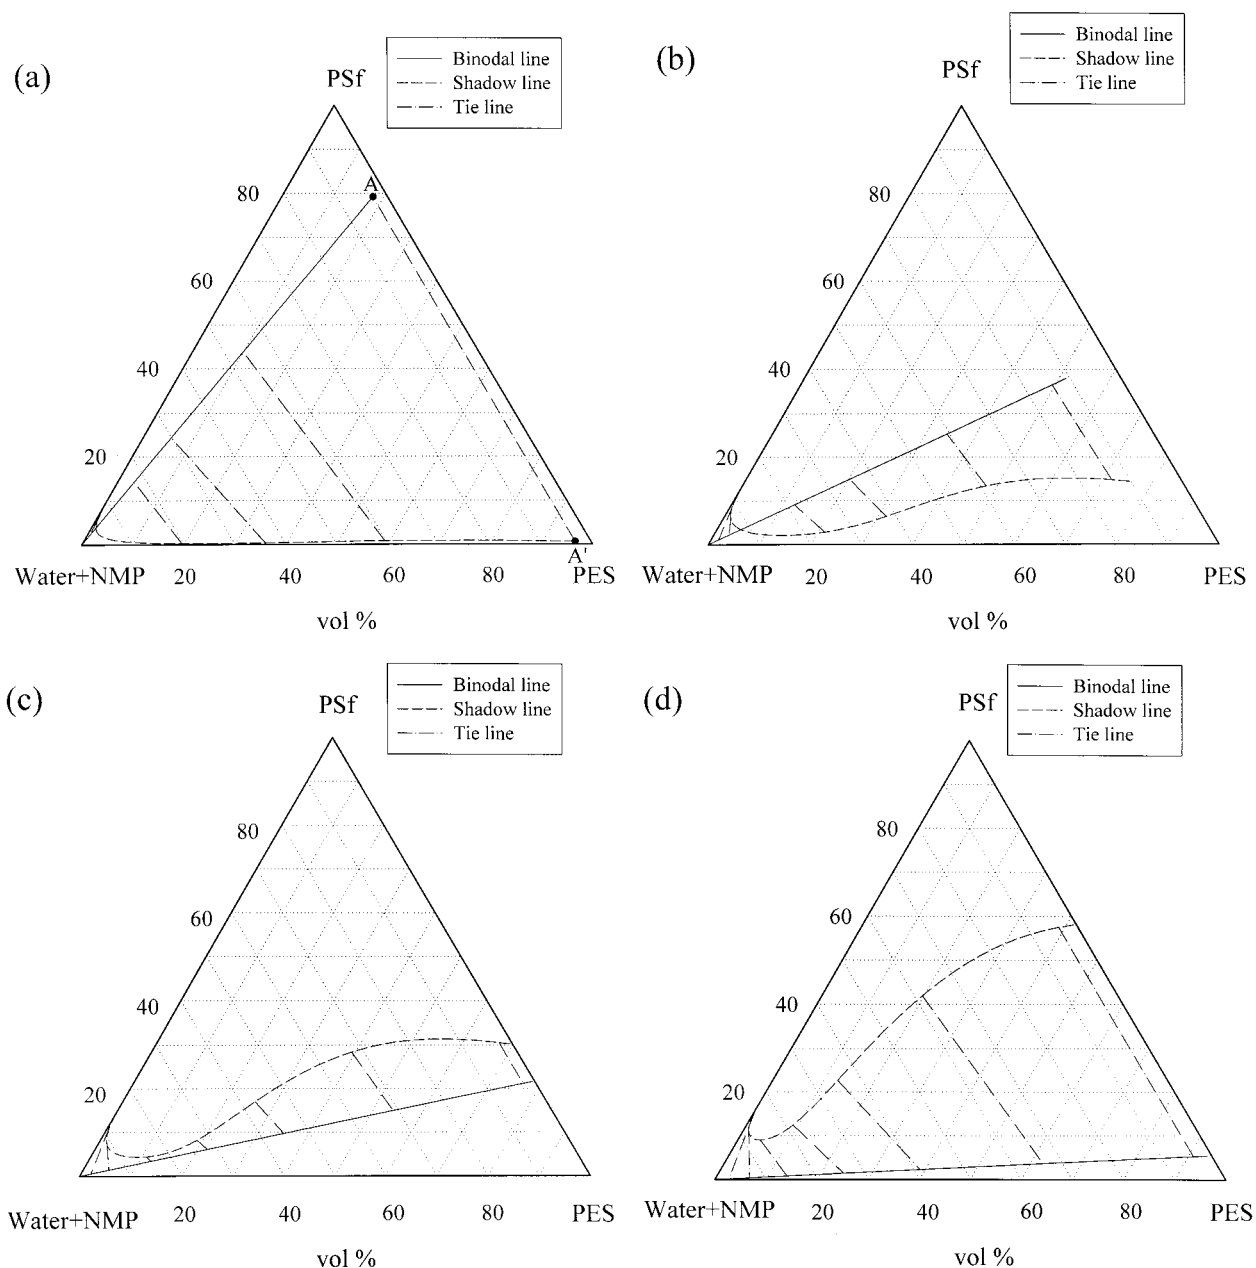 (a)
PSf
Binodal line
Shadow line
Tie line
A
80
60
40
20
A'
Water+NMP 20 40 60 80 PES
vol %
(b)
PSf
Binodal line
Shadow line
Tie line
80
60
40
20
Water+NMP 20 40 60 80 PES
vol %
(c)
PSf
Binodal line
Shadow line
Tie line
80
60
40
20
Water+NMP 20 40 60 80 PES
vol %
(d)
PSf
Binodal line
Shadow line
Tie line
80
60
40
20
Water+NMP 20 40 60 80 PES
vol %